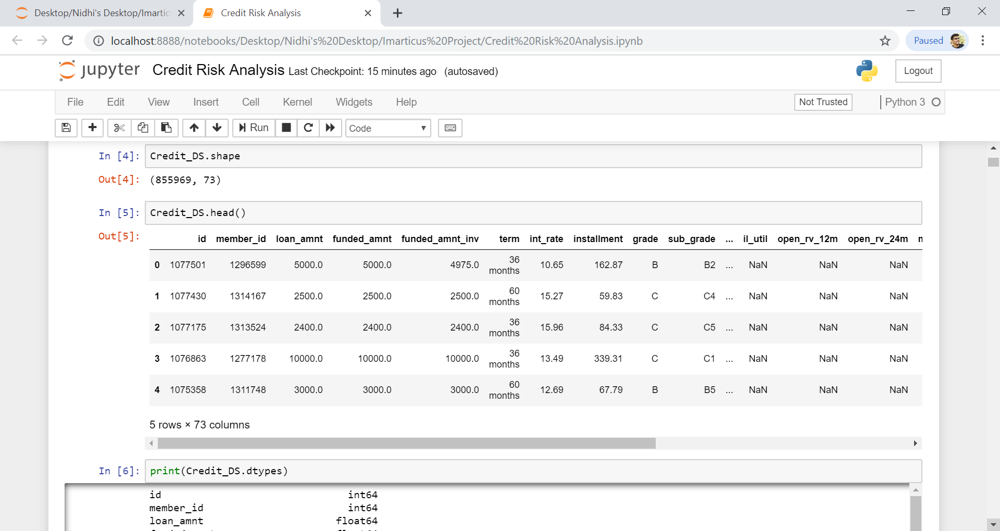 Desktop/Nidhi's Desktop/Imartic
Credit Risk Analysis
localhost:8888/notebooks/Desktop/Nidhi's%20Desktop/Imarticus%20Project/Credit%20Risk%20Analysis.ipynb
Paused
jupyter Credit Risk Analysis Last Checkpoint: 15 minutes ago (autosaved)
Logout
File Edit View Insert Cell Kernel Widgets Help
Not Trusted
Python 3
Run
Code
In [4]: Credit_DS.shape
Out[4]: (855969, 73)
In [5]: Credit_DS.head()
Out[5]:
id member_id loan_amnt funded_amnt funded_amnt_inv term int_rate installment grade sub_grade ... il_util open_rv_12m open_rv_24m
0 1077501 1296599 5000.0 5000.0 4975.0 36 months 10.65 162.87 B B2 ... NaN NaN NaN
1 1077430 1314167 2500.0 2500.0 2500.0 60 months 15.27 59.83 C C4 ... NaN NaN NaN
2 1077175 1313524 2400.0 2400.0 2400.0 36 months 15.96 84.33 C C5 ... NaN NaN NaN
3 1076863 1277178 10000.0 10000.0 10000.0 36 months 13.49 339.31 C C1 ... NaN NaN NaN
4 1075358 1311748 3000.0 3000.0 3000.0 60 months 12.69 67.79 B B5 ... NaN NaN NaN
5 rows × 73 columns
In [6]: print(Credit_DS.dtypes)
id int64
member_id int64
loan_amnt float64